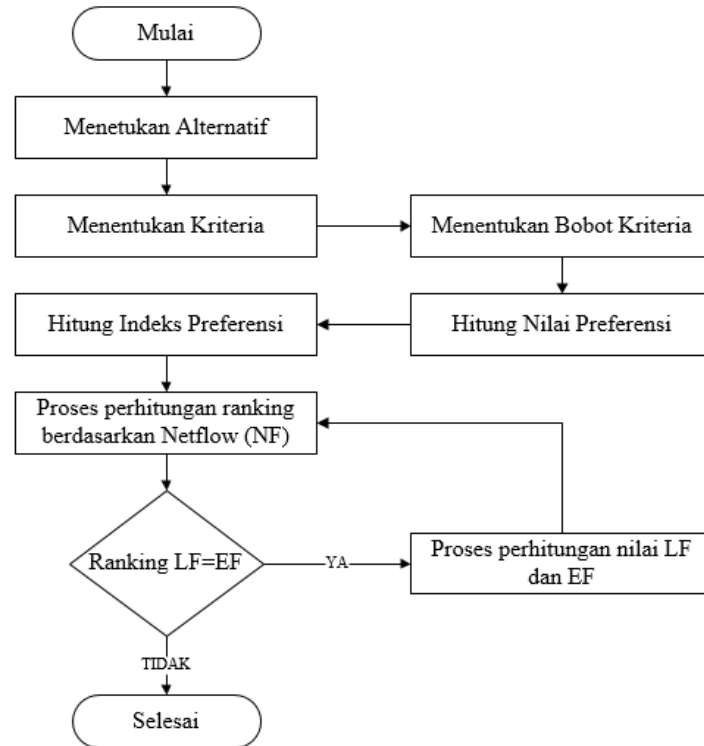 Mulai
Menetukan Alternatif
Menentukan Kriteria
Menentukan Bobot Kriteria
Hitung Indeks Preferensi
Hitung Nilai Preferensi
Proses perhitungan ranking
berdasarkan Netflow (NF)
Ranking LF=EF
YA
Proses perhitungan nilai LF
dan EF
TIDAK
Selesai